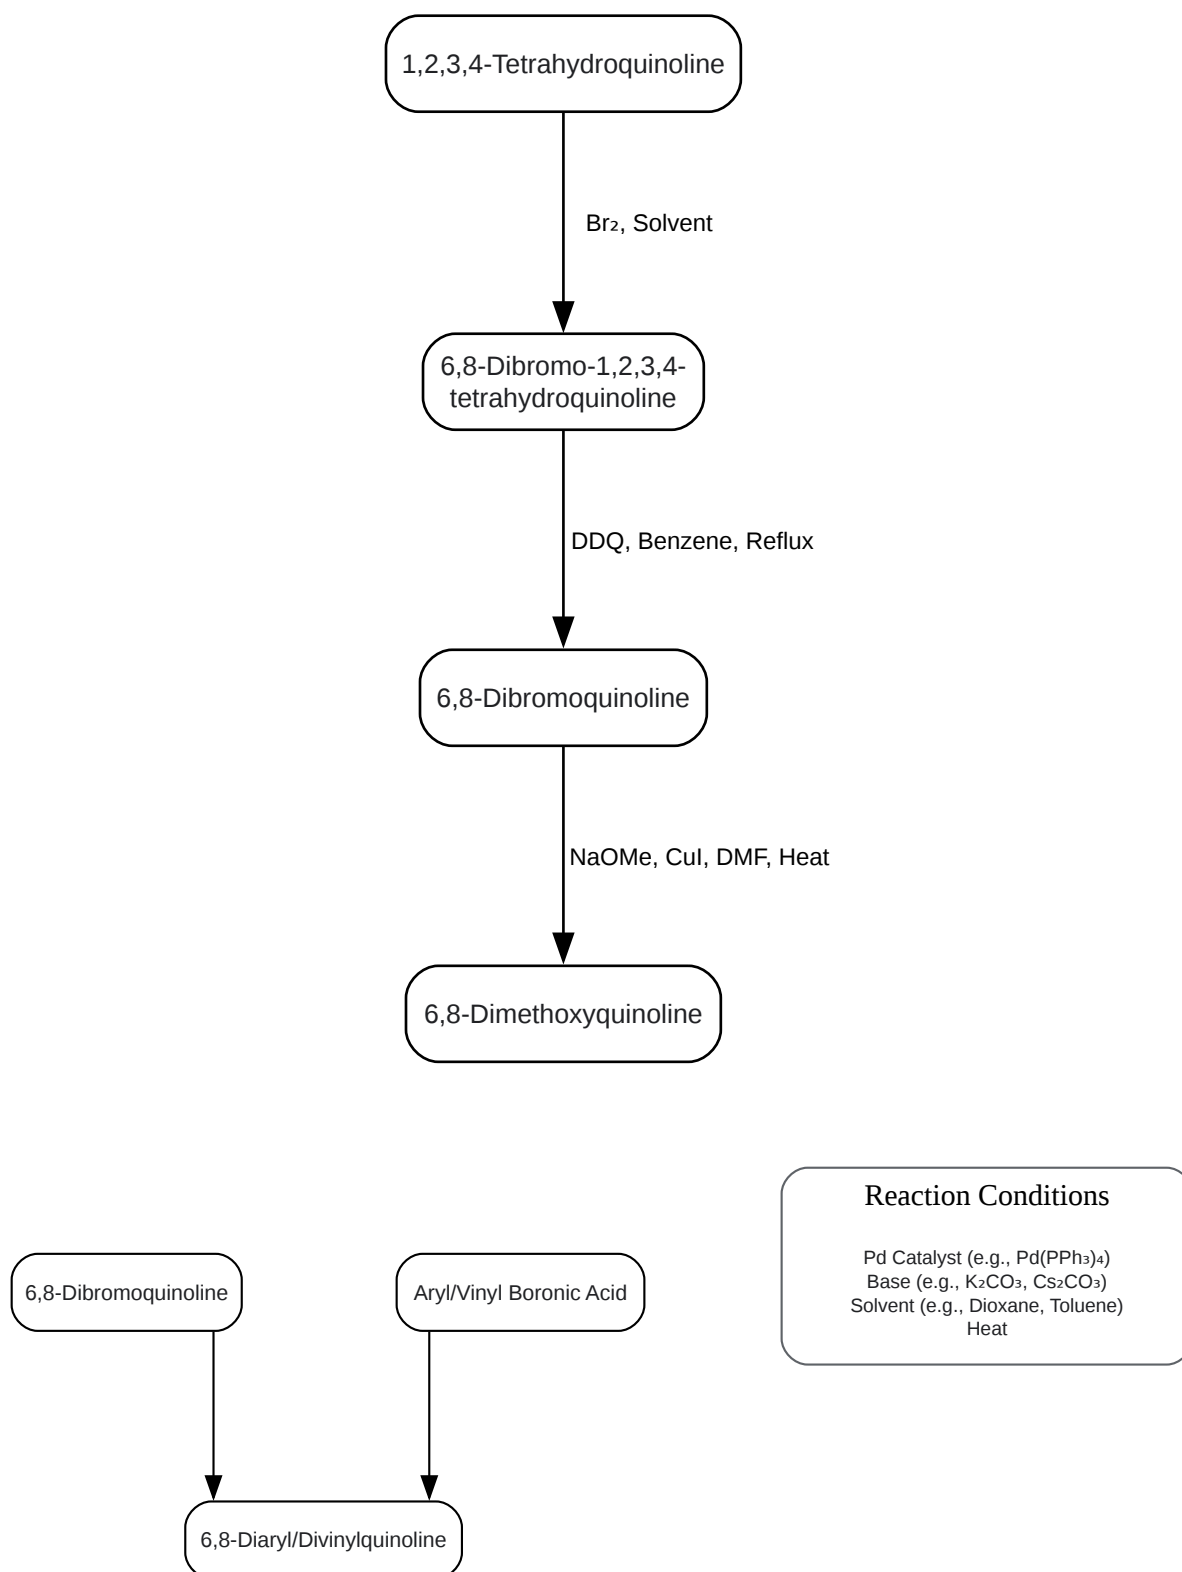 1,2,3,4-Tetrahydroquinoline
Br₂, Solvent
6,8-Dibromo-1,2,3,4-
tetrahydroquinoline
DDQ, Benzene, Reflux
6,8-Dibromoquinoline
NaOMe, CuI, DMF, Heat
6,8-Dimethoxyquinoline
Reaction Conditions
Pd Catalyst (e.g., Pd(PPh₃)₄)
Base (e.g., K₂CO₃, Cs₂CO₃)
Solvent (e.g., Dioxane, Toluene)
Heat
6,8-Dibromoquinoline
Aryl/Vinyl Boronic Acid
6,8-Diaryl/Divinylquinoline